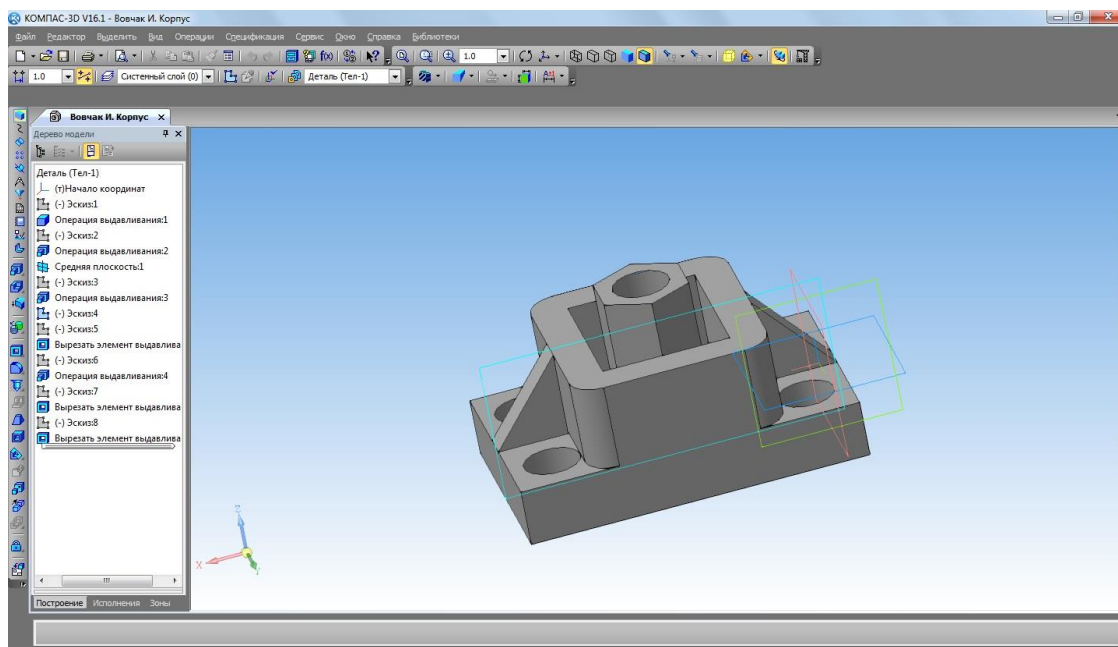 КОМПАС-3D V16.1 - Вовчак И. Корпус
Файл Редактор Выделить Вид Операции Спецификация Сервис Окно Справка Библиотеки
1.0
1.0 Системный слой (0) Деталь (Тел-1)
Вовчак И. Корпус
Дерево модели
Деталь (Тел-1)
(т)Начало координат
(-) Эскиз:1
Операция выдавливания:1
(-) Эскиз:2
Операция выдавливания:2
Средняя плоскость:1
(-) Эскиз:3
Операция выдавливания:3
(-) Эскиз:4
(-) Эскиз:5
Вырезать элемент выдавлива
(-) Эскиз:6
Операция выдавливания:4
(-) Эскиз:7
Вырезать элемент выдавлива
(-) Эскиз:8
Вырезать элемент выдавлива
Z
X
Y
Построение Исполнения Зоны